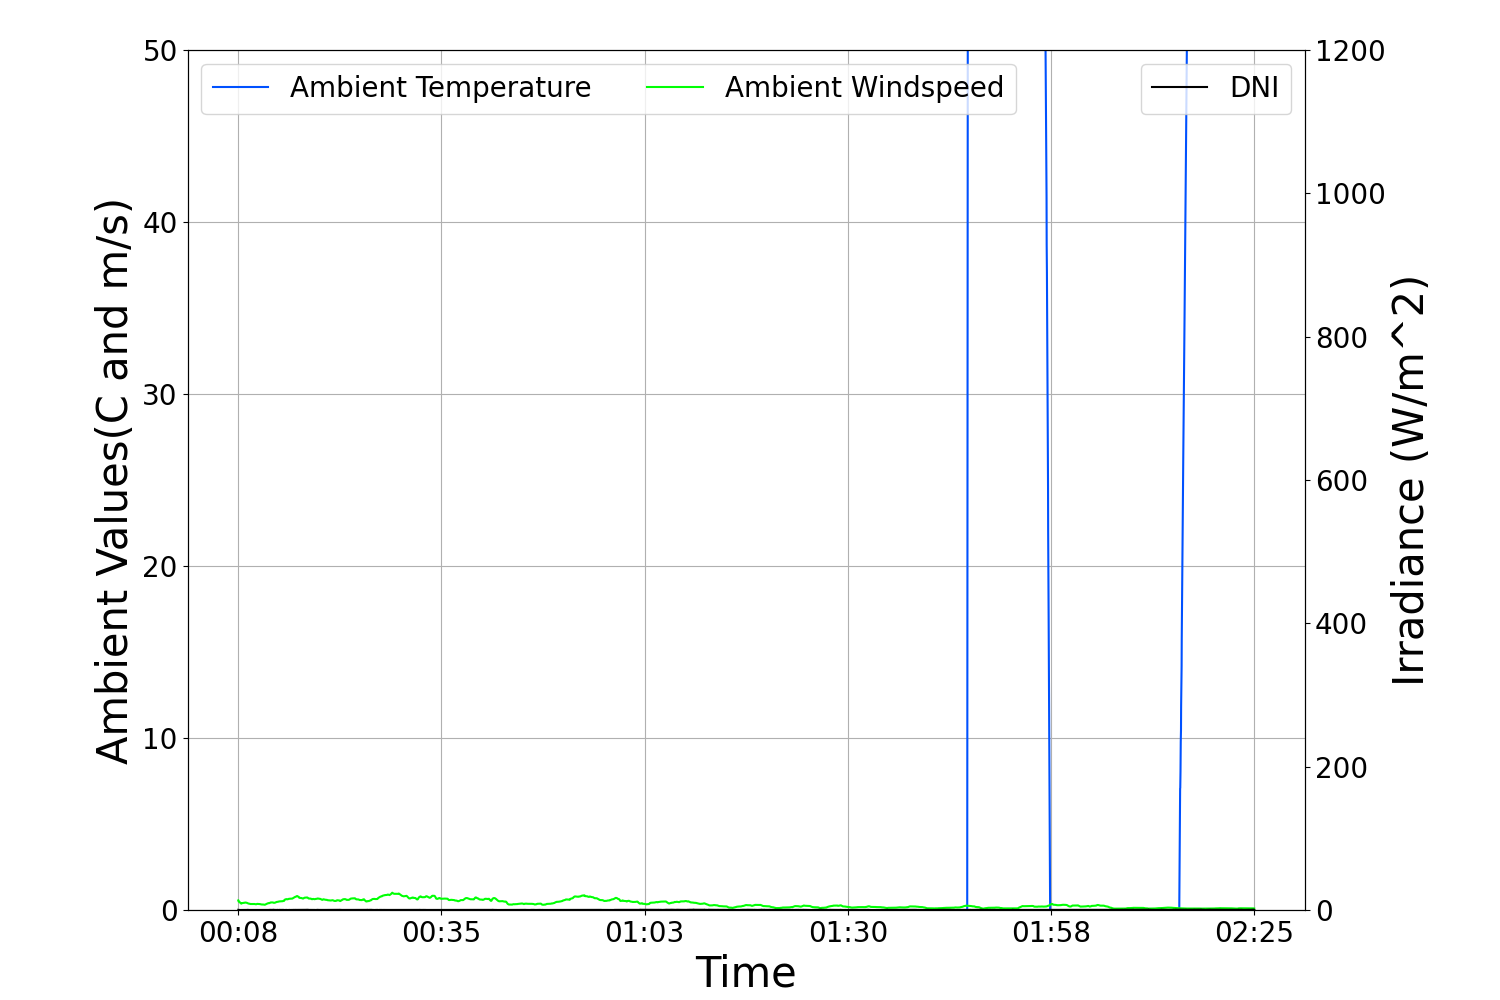 50
40
30
20
10
0
Ambient Values(C and m/s)
Ambient Temperature
Ambient Windspeed
DNI
1200
1000
800
600
400
200
0
Irradiance (W/m^2)
00:08 00:35 01:03 01:30 01:58 02:25
Time